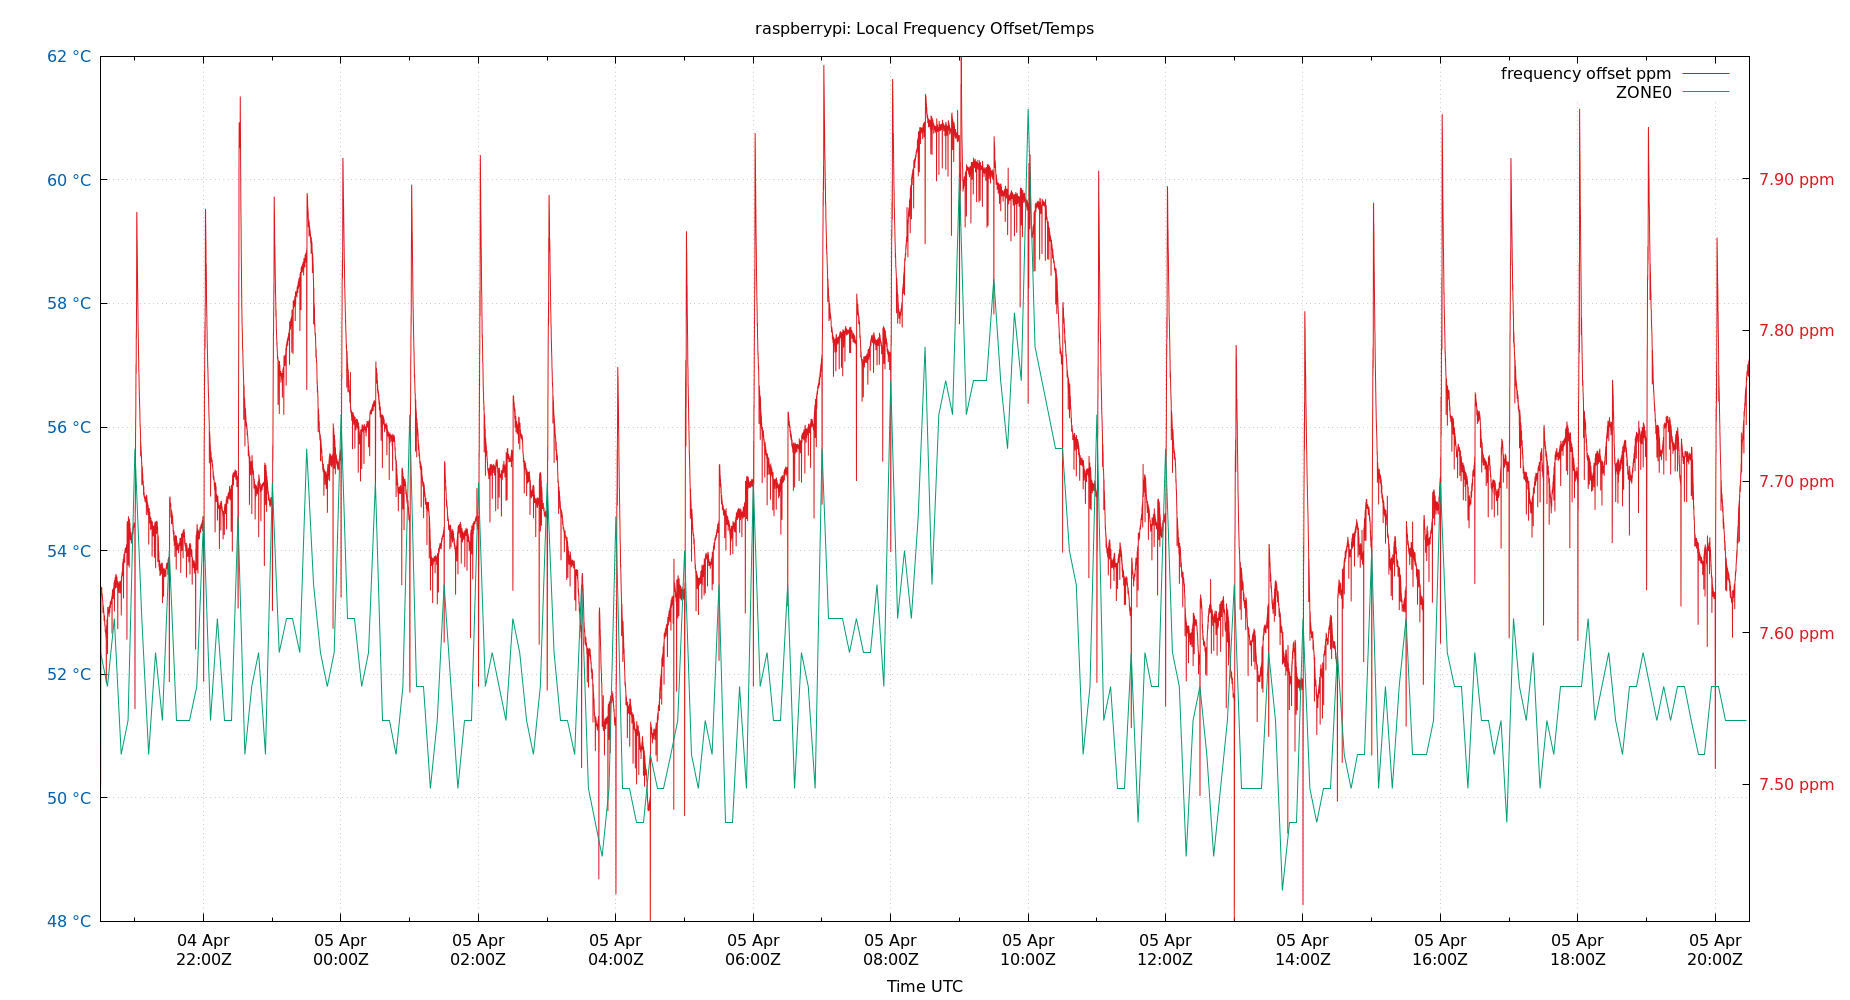 raspberrypi: Local Frequency Offset/Temps
frequency offset ppm
ZONE0
62 °C
60 °C
58 °C
56 °C
54 °C
52 °C
50 °C
48 °C
7.90 ppm
7.80 ppm
7.70 ppm
7.60 ppm
7.50 ppm
04 Apr
22:00Z
05 Apr
00:00Z
05 Apr
02:00Z
05 Apr
04:00Z
05 Apr
06:00Z
05 Apr
08:00Z
05 Apr
10:00Z
05 Apr
12:00Z
05 Apr
14:00Z
05 Apr
16:00Z
05 Apr
18:00Z
05 Apr
20:00Z
Time UTC